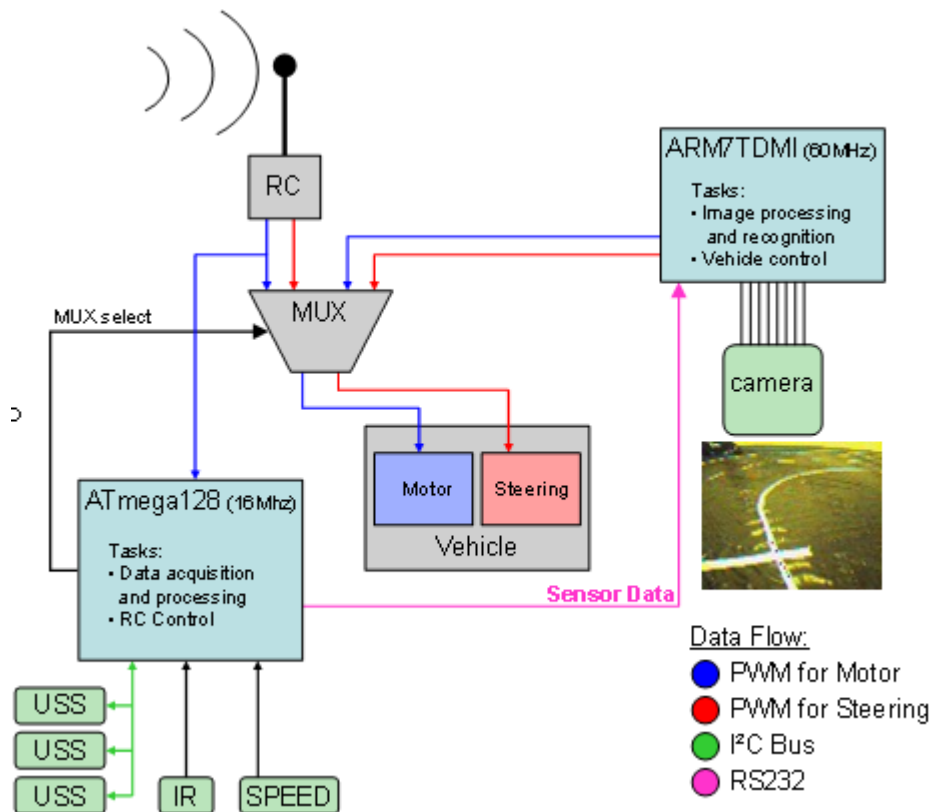 RC
ARM7TDMI (60MHz)
Tasks:
• Image processing
and recognition
• Vehicle control
MUX select
MUX
camera
Motor
Steering
Vehicle
ATmega128 (16Mhz)
Tasks:
• Data acquisition
and processing
• RC Control
Sensor Data
USS
USS
USS
IR
SPEED
Data Flow:
PWM for Motor
PWM for Steering
I²C Bus
RS232